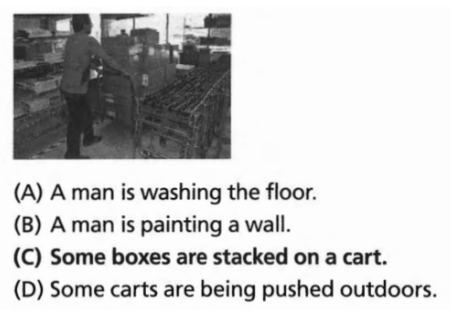 (A) A man is washing the floor.
(B) A man is painting a wall.
(C) Some boxes are stacked on a cart.
(D) Some carts are being pushed outdoors.